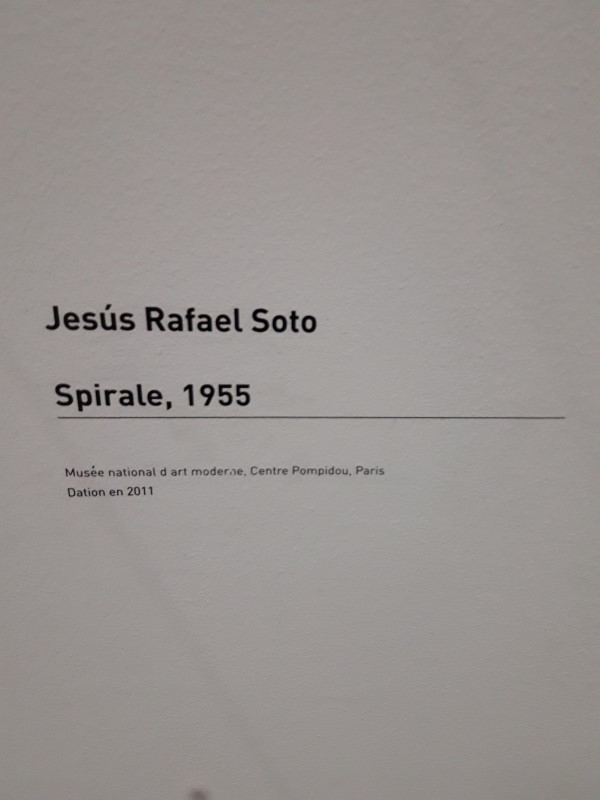 Jesús Rafael Soto
Spirale, 1955
Musée national d art moderne, Centre Pompidou, Paris
Dation en 2011